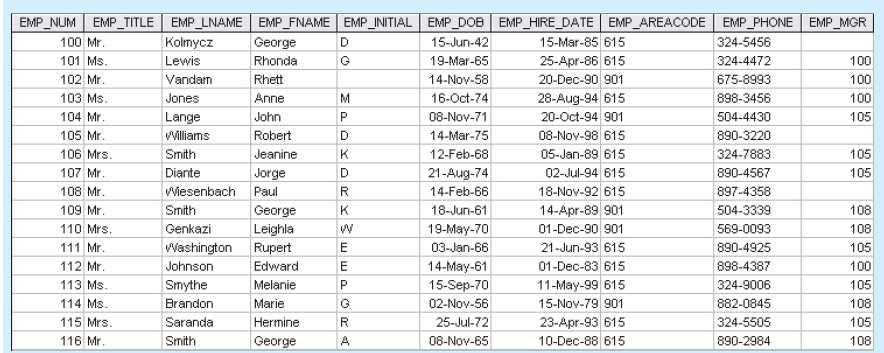 EMP_NUM EMP_TITLE EMP_LNAME EMP_FNAME EMP_INITIAL EMP_DOB EMP_HIRE_DATE EMP_AREACODE EMP_PHONE EMP_MGR
100 Mr. Kolmycz George D 15-Jun-42 15-Mar-85 615 324-5456
101 Ms. Lewis Rhonda G 19-Mar-65 25-Apr-86 615 324-4472 100
102 Mr. Vandam Rhett 14-Nov-58 20-Dec-90 901 675-8993 100
103 Ms. Jones Anne M 16-Oct-74 28-Aug-94 615 898-3456 100
104 Mr. Lange John P 08-Nov-71 20-Oct-94 901 504-4430 105
105 Mr. Williams Robert D 14-Mar-75 08-Nov-98 615 890-3220
106 Mrs. Smith Jeanine K 12-Feb-68 05-Jan-89 615 324-7883 105
107 Mr. Diante Jorge D 21-Aug-74 02-Jul-94 615 890-4567 105
108 Mr. Wiesenbach Paul R 14-Feb-66 18-Nov-92 615 897-4358
109 Mr. Smith George K 18-Jun-61 14-Apr-89 901 504-3339 108
110 Mrs. Genkazi Leighla W 19-May-70 01-Dec-90 901 569-0093 108
111 Mr. Washington Rupert E 03-Jan-66 21-Jun-93 615 890-4925 105
112 Mr. Johnson Edward E 14-May-61 01-Dec-83 615 898-4387 100
113 Ms. Smythe Melanie P 15-Sep-70 11-May-99 615 324-9006 105
114 Ms. Brandon Marie G 02-Nov-56 15-Nov-79 901 882-0845 108
115 Mrs. Saranda Hermine R 25-Jul-72 23-Apr-93 615 324-5505 105
116 Mr. Smith George A 08-Nov-65 10-Dec-88 615 890-2984 108